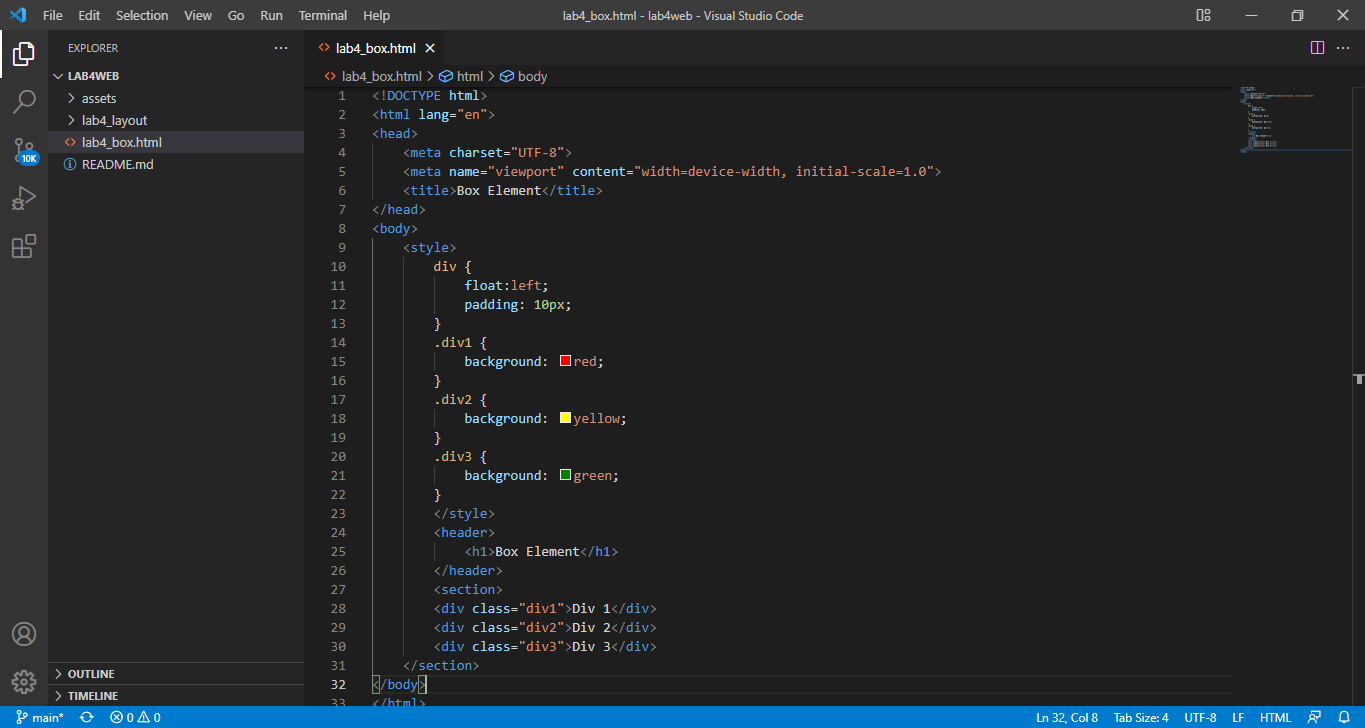 File Edit Selection View Go Run Terminal Help lab4_box.html - lab4web - Visual Studio Code
EXPLORER
LAB4WEB
assets
lab4_layout
lab4_box.html
README.md
10K
OUTLINE
TIMELINE
lab4_box.html
lab4_box.html > html > body
1 <!DOCTYPE html>
2 <html lang="en">
3 <head>
4 <meta charset="UTF-8">
5 <meta name="viewport" content="width=device-width, initial-scale=1.0">
6 <title>Box Element</title>
7 </head>
8 <body>
9 <style>
10 div {
11 float:left;
12 padding: 10px;
13 }
14 .div1 {
15 background: red;
16 }
17 .div2 {
18 background: yellow;
19 }
20 .div3 {
21 background: green;
22 }
23 </style>
24 <header>
25 <h1>Box Element</h1>
26 </header>
27 <section>
28 <div class="div1">Div 1</div>
29 <div class="div2">Div 2</div>
30 <div class="div3">Div 3</div>
31 </section>
32 </body>
33 </html>
main* 0 0 Ln 32, Col 8 Tab Size: 4 UTF-8 LF HTML